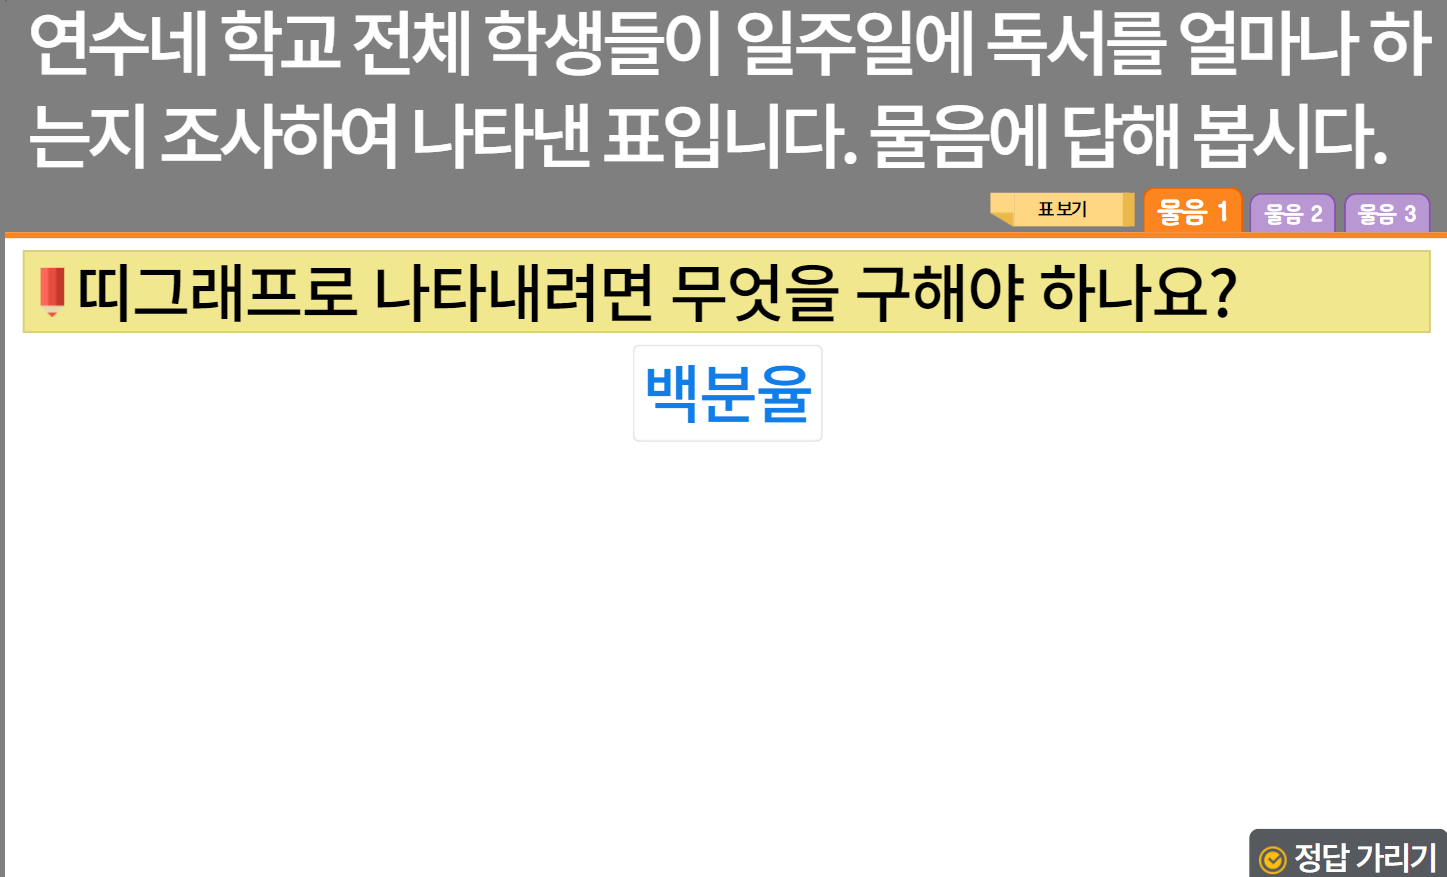 연수네 학교 전체 학생들이 일주일에 독서를 얼마나 하
는지 조사하여 나타낸 표입니다. 물음에 답해 봅시다.
표 보기 물음 1 물음 2 물음 3
띠그래프로 나타내려면 무엇을 구해야 하나요?
백분율
정답 가리기